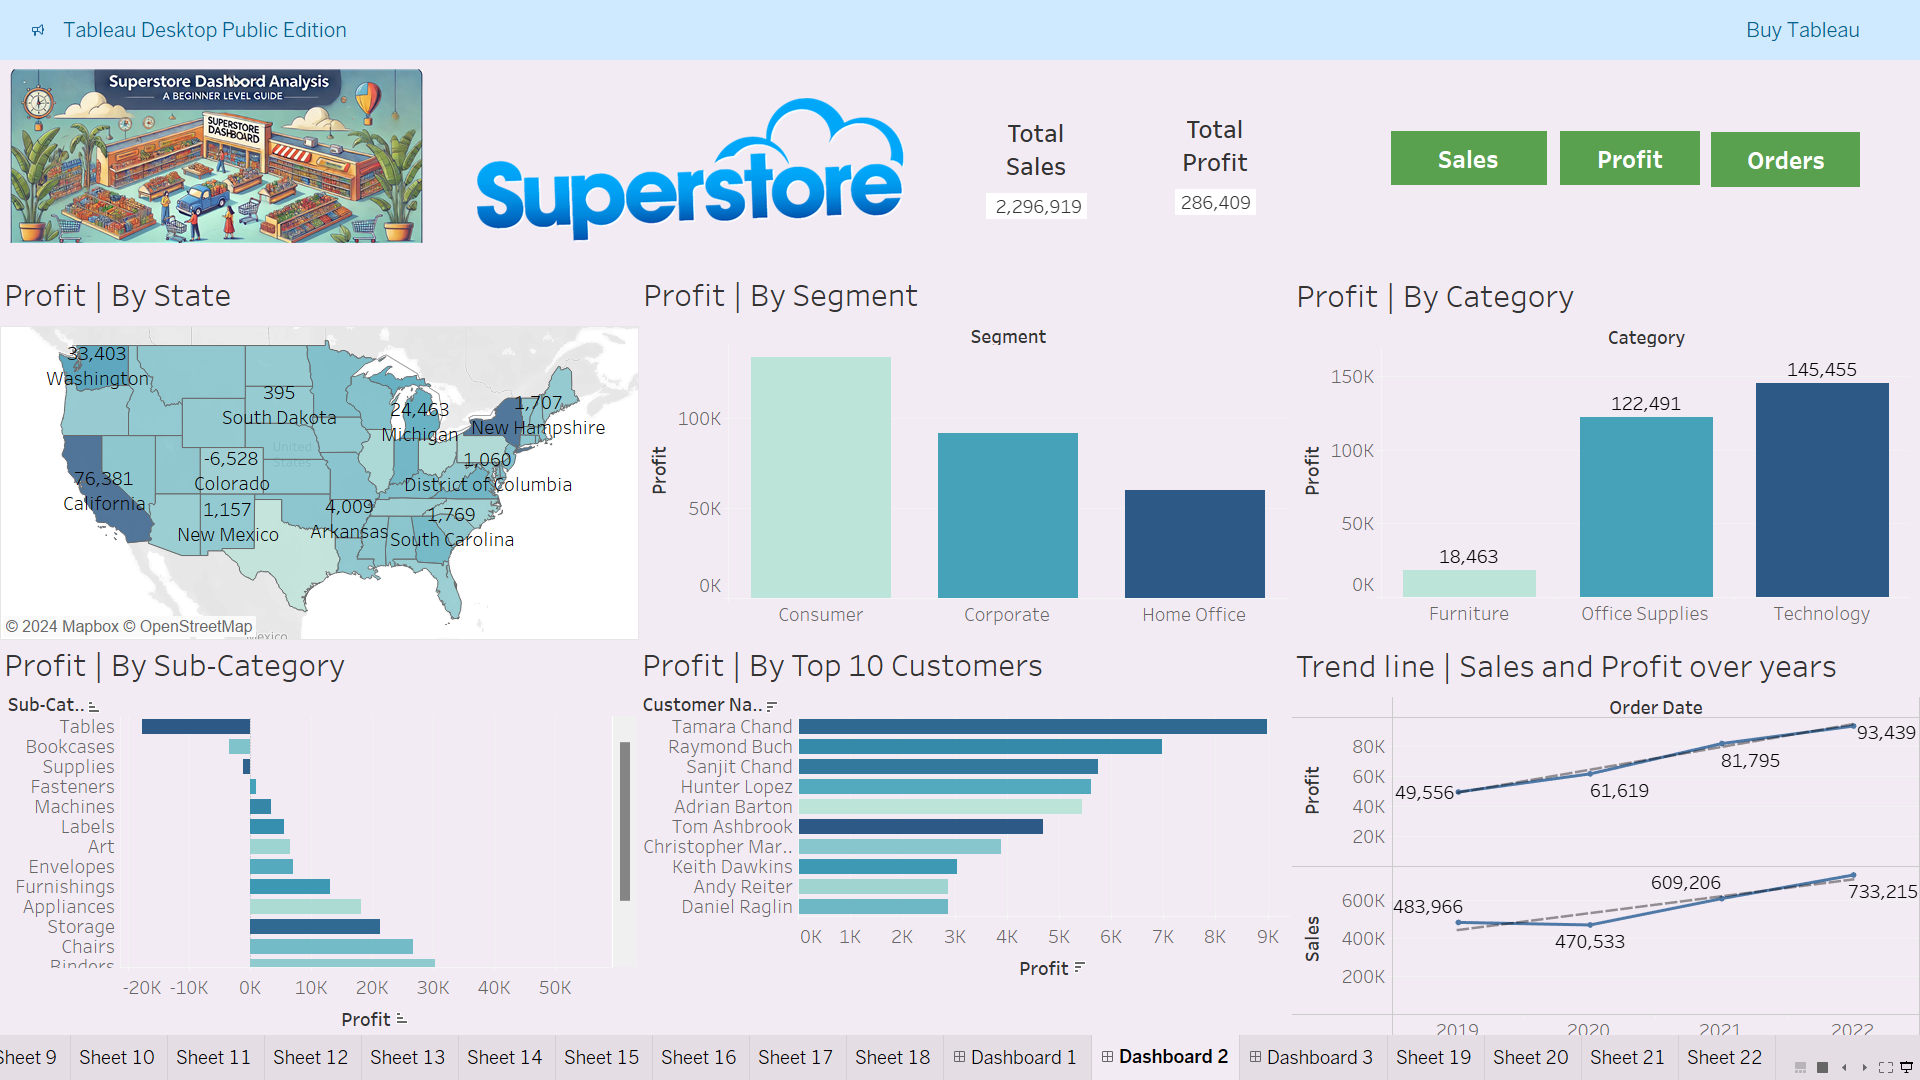 Tableau Desktop Public Edition
Buy Tableau
Superstore Dashbord Analysis
A BEGINNER LEVEL GUIDE
SUPERSTORE
DASHBOARD
Superstore
Total
Sales
2,296,919
Total
Profit
286,409
Sales
Profit
Orders
Profit | By State
33,403
Washington
395
South Dakota
24,463
Michigan
1,707
New Hampshire
United
States
-6,528
Colorado
1,060
District of Columbia
76,381
California
1,157
New Mexico
4,009
Arkansas
1,769
South Carolina
© 2024 Mapbox © OpenStreetMap
Mexico
Profit | By Segment
Segment
Profit
100K
50K
0K
Consumer
Corporate
Home Office
Profit | By Category
Category
Profit
150K
100K
50K
0K
18,463
122,491
145,455
Furniture
Office Supplies
Technology
Profit | By Sub-Category
Sub-Cat..
Tables
Bookcases
Supplies
Fasteners
Machines
Labels
Art
Envelopes
Furnishings
Appliances
Storage
Chairs
Binders
-20K -10K 0K 10K 20K 30K 40K 50K
Profit
Profit | By Top 10 Customers
Customer Na..
Tamara Chand
Raymond Buch
Sanjit Chand
Hunter Lopez
Adrian Barton
Tom Ashbrook
Christopher Mar..
Keith Dawkins
Andy Reiter
Daniel Raglin
0K 1K 2K 3K 4K 5K 6K 7K 8K 9K
Profit
Trend line | Sales and Profit over years
Order Date
Profit
80K
60K
40K
20K
49,556
61,619
81,795
93,439
Sales
600K
400K
200K
483,966
470,533
609,206
733,215
2019 2020 2021 2022
Sheet 9
Sheet 10
Sheet 11
Sheet 12
Sheet 13
Sheet 14
Sheet 15
Sheet 16
Sheet 17
Sheet 18
Dashboard 1
Dashboard 2
Dashboard 3
Sheet 19
Sheet 20
Sheet 21
Sheet 22